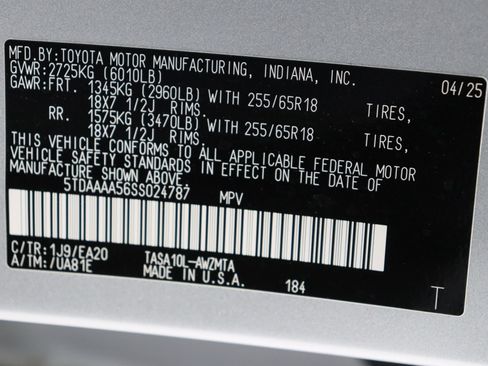 MFD.BY:TOYOTA MOTOR MANUFACTURING, INDIANA, INC.
GVWR:2725KG (6010LB) 04/25
GAWR:FRT. 1345KG (2960LB) WITH 255/65R18 TIRES,
18X7 1/2J RIMS.
RR. 1575KG (3470LB) WITH 255/65R18 TIRES,
18X7 1/2J RIMS.
THIS VEHICLE CONFORMS TO ALL APPLICABLE FEDERAL MOTOR
VEHICLE SAFETY STANDARDS IN EFFECT ON THE DATE OF
MANUFACTURE SHOWN ABOVE
5TDAAAA56SS024787 MPV
C/TR:1J9/EA20 TASA10L-AWZMTA
A/TM:/UA81E MADE IN U.S.A. 184 T